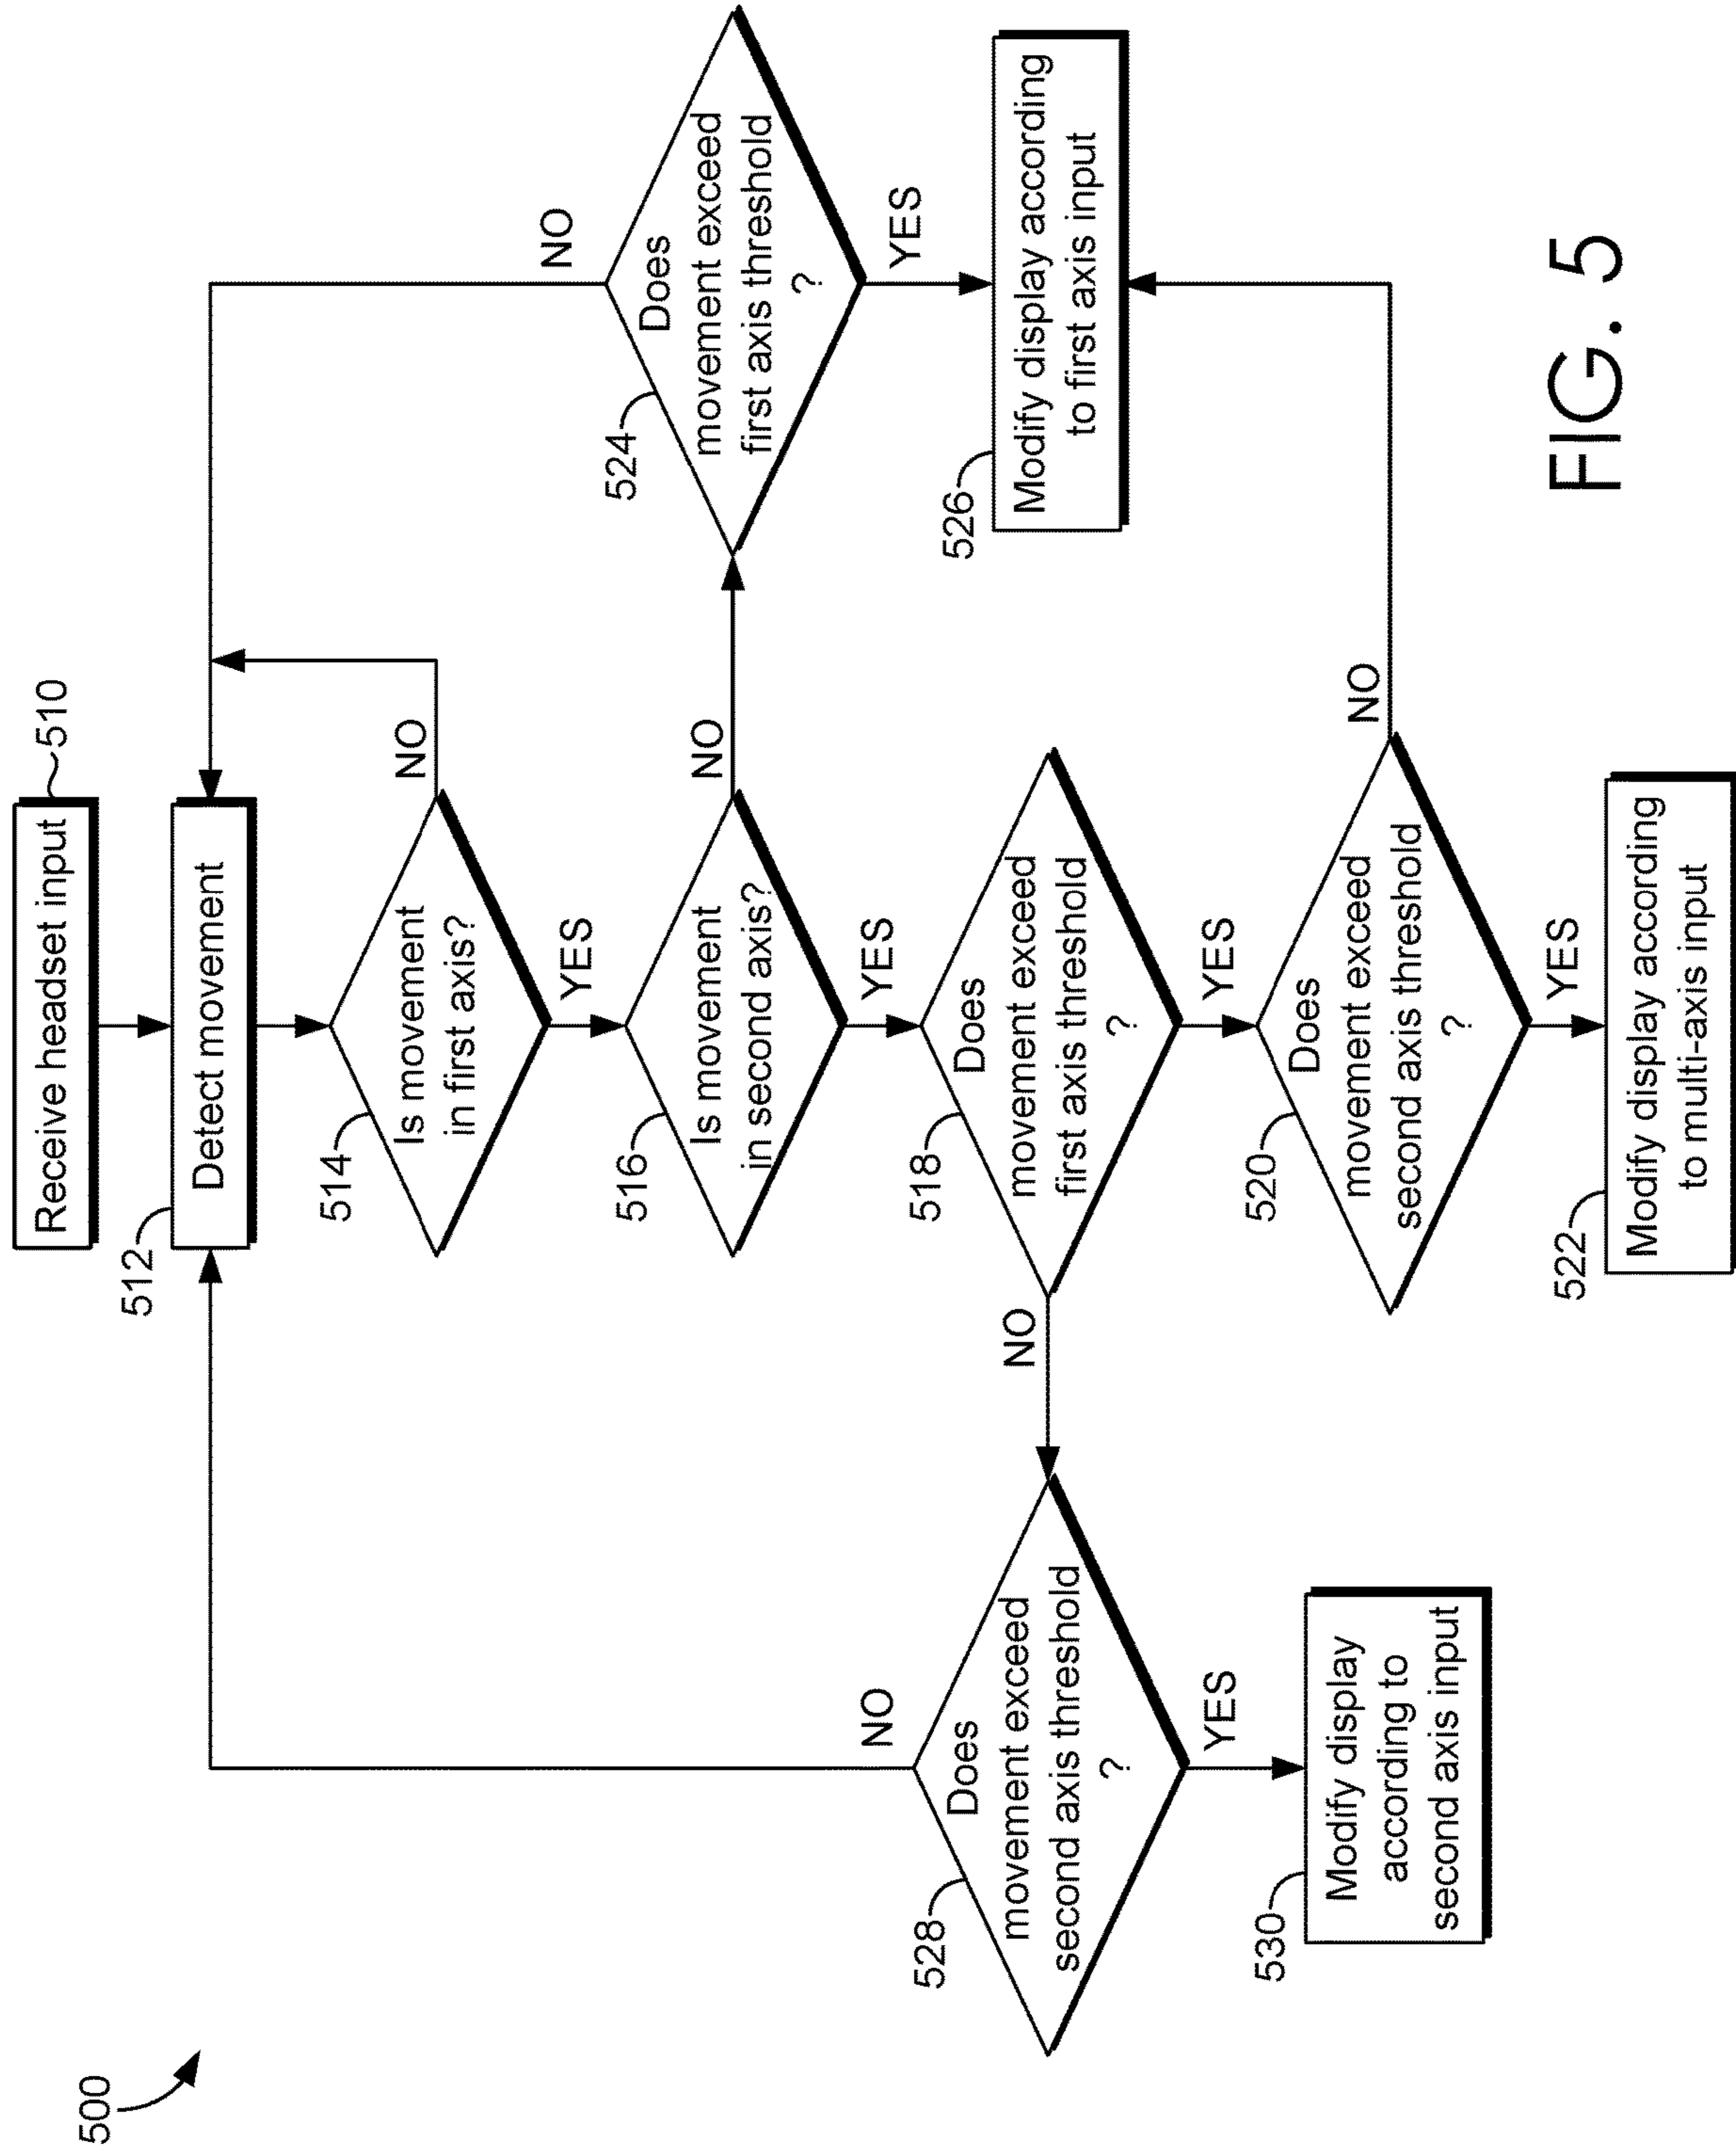 500
Receive headset input
510
512
Detect movement
514
Is movement
in first axis?
NO
YES
516
Is movement
in second axis?
NO
YES
524
Does
movement exceed
first axis threshold
?
NO
YES
526
Modify display according
to first axis input
518
Does
movement exceed
first axis threshold
?
NO
YES
528
Does
movement exceed
second axis threshold
?
NO
YES
530
Modify display
according to
second axis input
520
Does
movement exceed
second axis threshold
?
NO
YES
522
Modify display according
to multi-axis input
FIG. 5